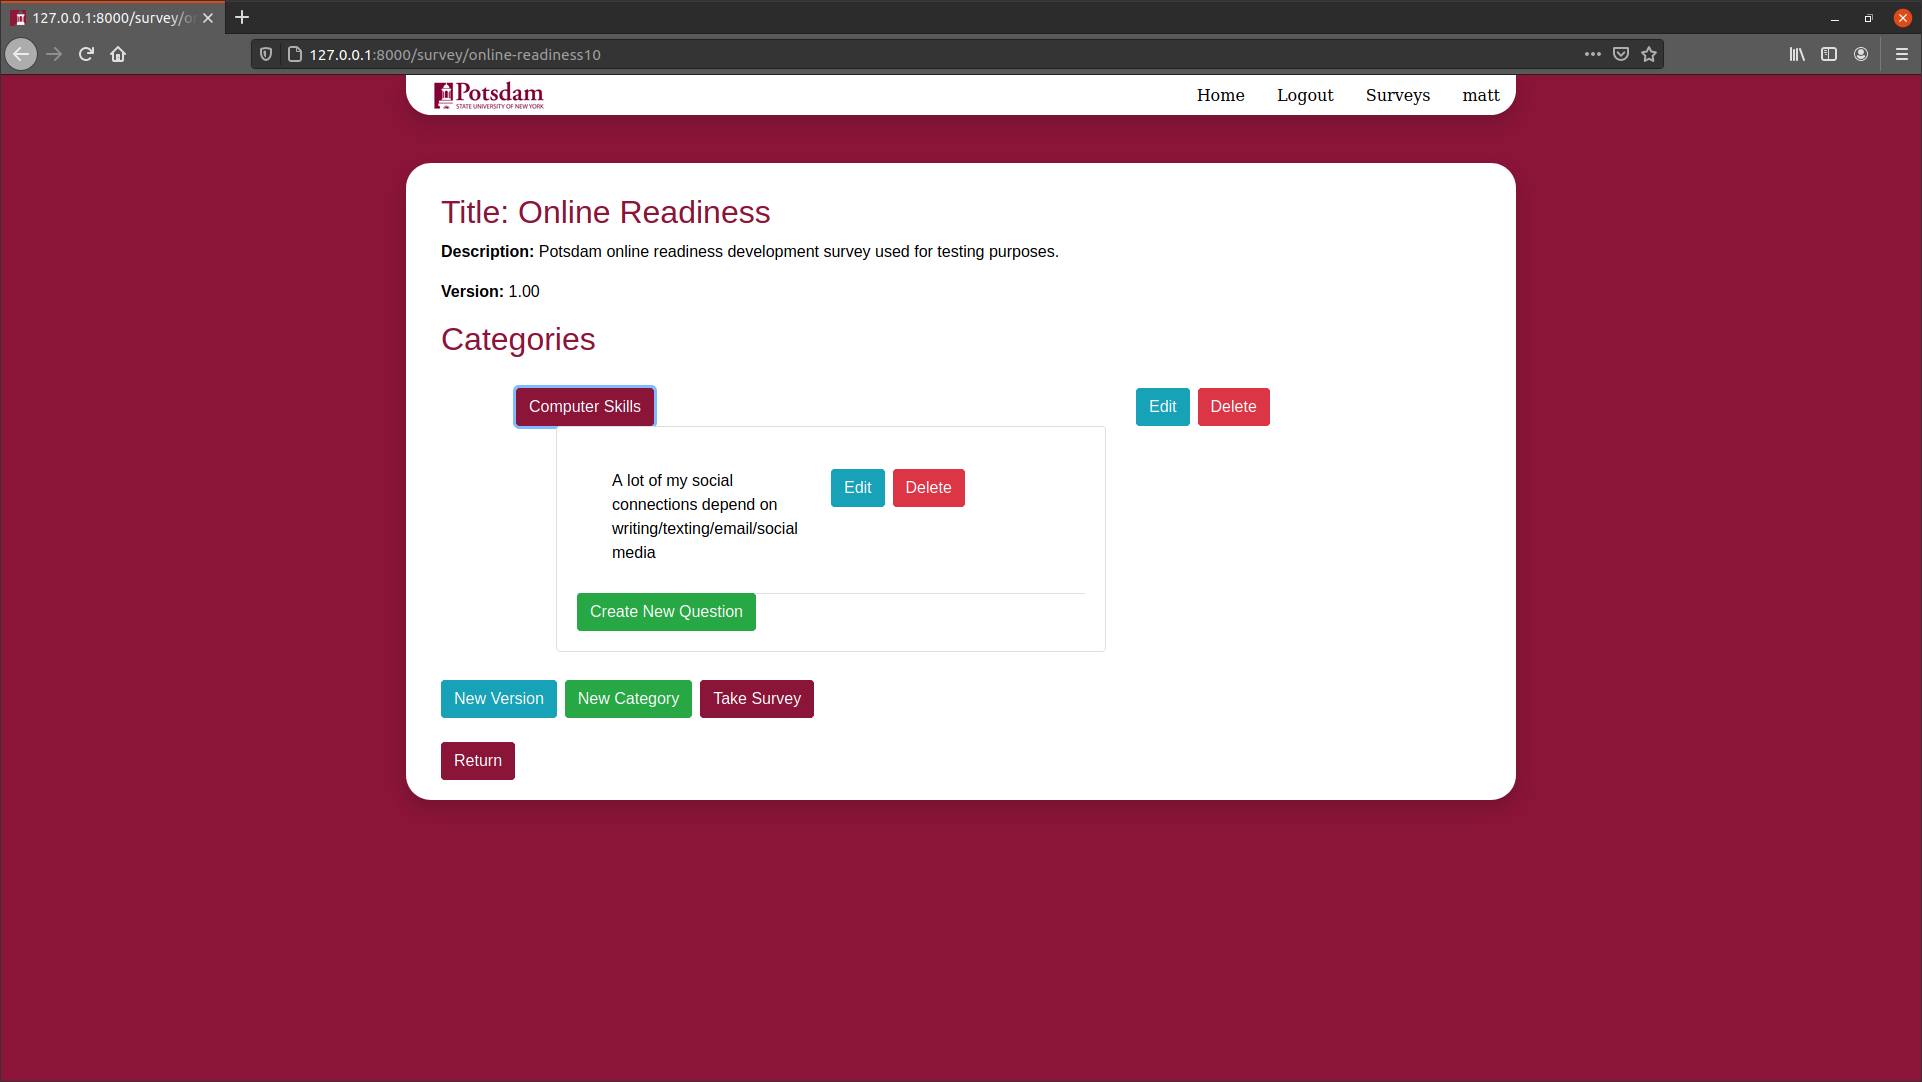 127.0.0.1:8000/survey/o
127.0.0.1:8000/survey/online-readiness10
Potsdam
STATE UNIVERSITY OF NEW YORK
Home Logout Surveys matt
Title: Online Readiness
Description: Potsdam online readiness development survey used for testing purposes.
Version: 1.00
Categories
Computer Skills Edit Delete
A lot of my social
connections depend on
writing/texting/email/social
media
Edit Delete
Create New Question
New Version New Category Take Survey
Return